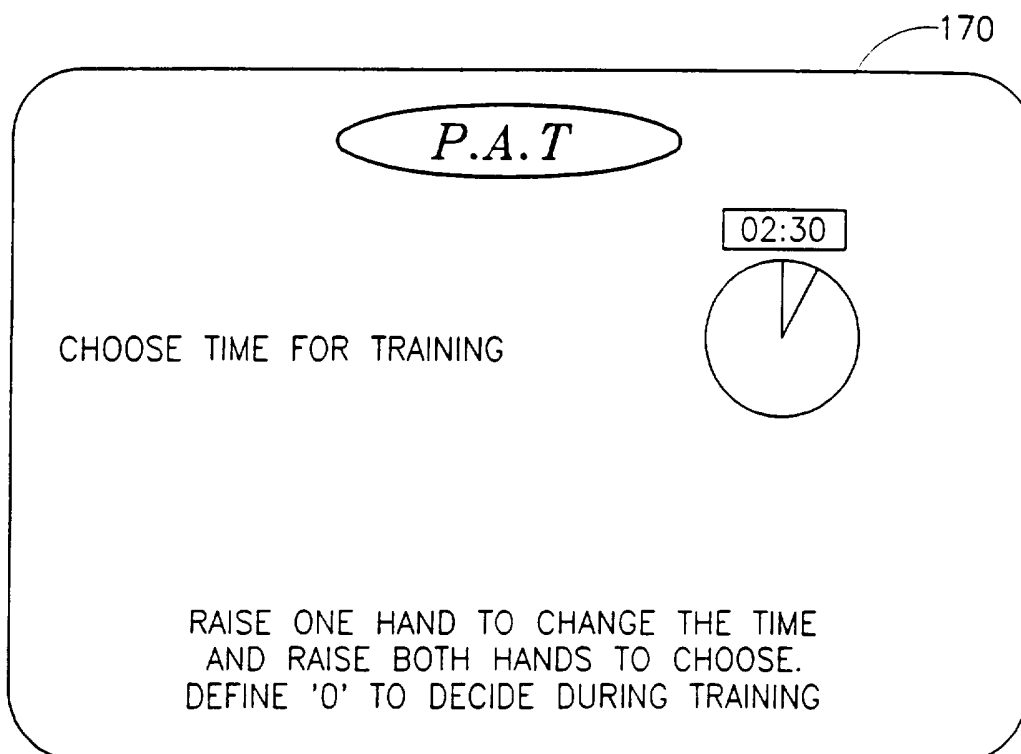 170
P.A.T
02:30
CHOOSE TIME FOR TRAINING
RAISE ONE HAND TO CHANGE THE TIME
AND RAISE BOTH HANDS TO CHOOSE.
DEFINE '0' TO DECIDE DURING TRAINING